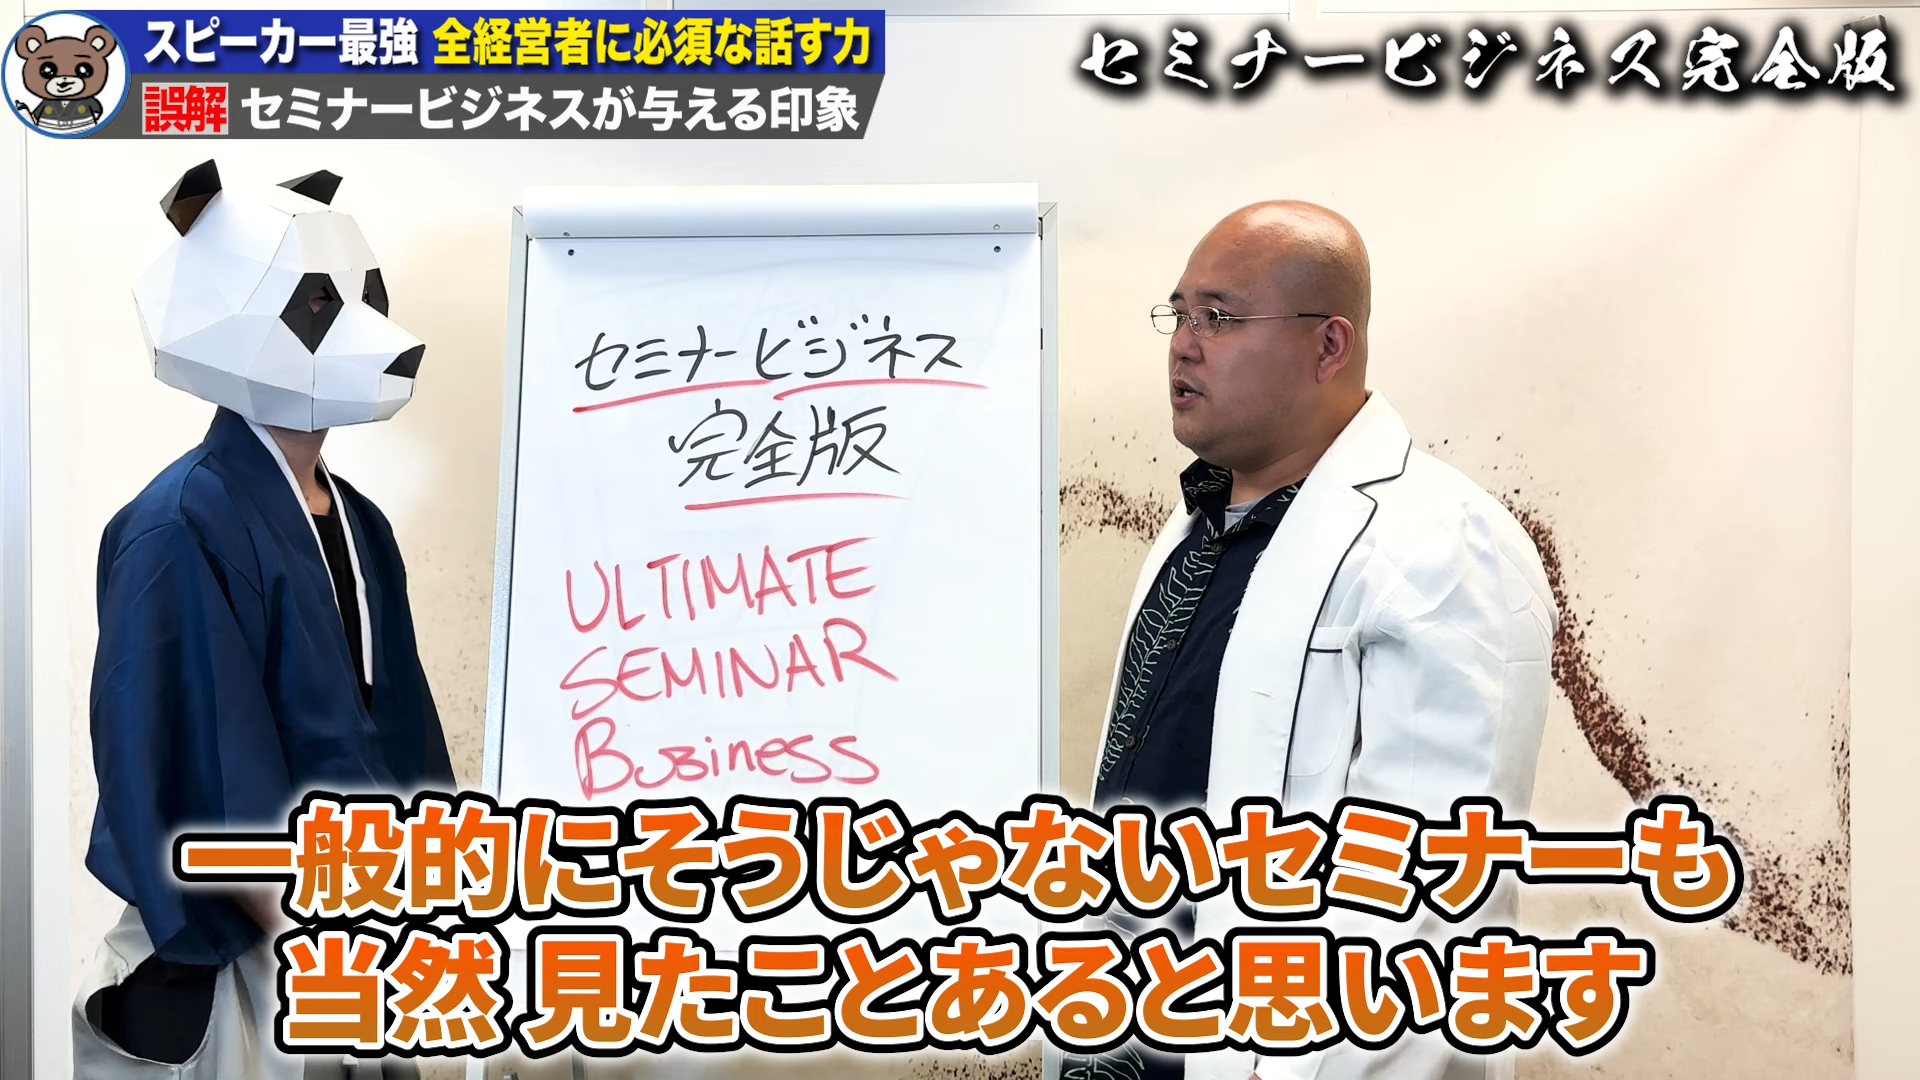 スピーカー最強 全経営者に必須な話す力
誤解 セミナービジネスが与える印象
セミナービジネス完全版
セミナービジネス
完全版
ULTIMATE
SEMINAR
Business
一般的にそうじゃないセミナーも
当然 見たことあると思います